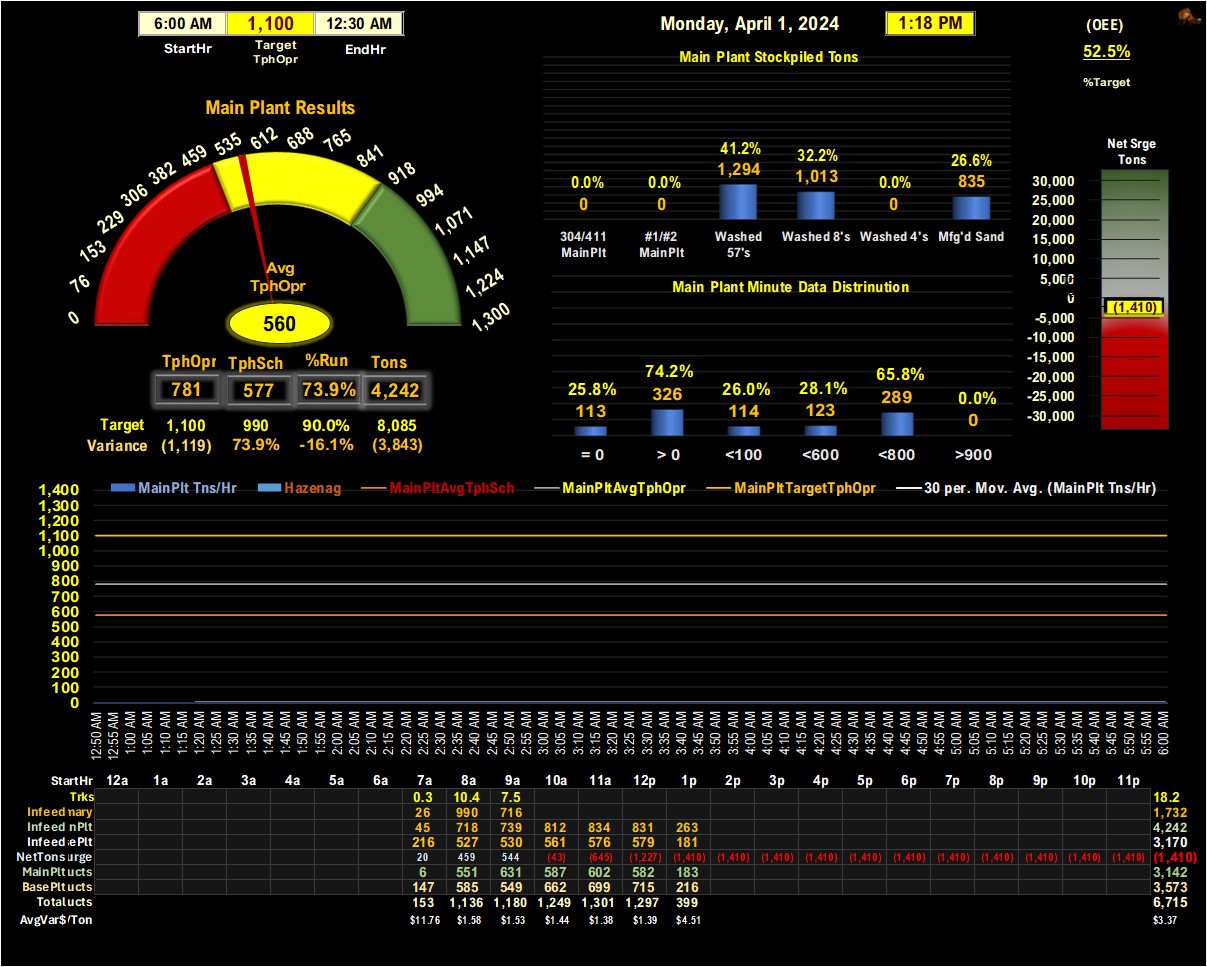 6:00 AM 1,100 12:30 AM
StartHr Target TphOpr EndHr
Monday, April 1, 2024 1:18 PM
(OEE)
52.5%
%Target
Main Plant Results
0 76 153 229 306 382 459 535 612 688 765 841 918 994 1,071 1,147 1,224 1,300
Avg
TphOpr
560
TphOpr TphSch %Run Tons
781 577 73.9% 4,242
Target 1,100 990 90.0% 8,085
Variance (1,119) 73.9% -16.1% (3,843)
Main Plant Stockpiled Tons
0.0% 0.0% 41.2% 32.2% 0.0% 26.6%
0 0 1,294 1,013 0 835
304/411 MainPlt #1/#2 MainPlt Washed 57's Washed 8's Washed 4's Mfg'd Sand
Main Plant Minute Data Distrinution
25.8% 74.2% 26.0% 28.1% 65.8% 0.0%
113 326 114 123 289 0
= 0 > 0 <100 <600 <800 >900
Net Srge
Tons
30,000
25,000
20,000
15,000
10,000
5,000
0
(1,410)
-5,000
-10,000
-15,000
-20,000
-25,000
-30,000
MainPlt Tns/Hr Hazenag MainPltAvgTphSch MainPltAvgTphOpr MainPltTargetTphOpr 30 per. Mov. Avg. (MainPlt Tns/Hr)
1,400
1,300
1,200
1,100
1,000
900
800
700
600
500
400
300
200
100
0
12:50 AM 12:55 AM 1:00 AM 1:05 AM 1:10 AM 1:15 AM 1:20 AM 1:25 AM 1:30 AM 1:35 AM 1:40 AM 1:45 AM 1:50 AM 1:55 AM 2:00 AM 2:05 AM 2:10 AM 2:15 AM 2:20 AM 2:25 AM 2:30 AM 2:35 AM 2:40 AM 2:45 AM 2:50 AM 2:55 AM 3:00 AM 3:05 AM 3:10 AM 3:15 AM 3:20 AM 3:25 AM 3:30 AM 3:35 AM 3:40 AM 3:45 AM 3:50 AM 3:55 AM 4:00 AM 4:05 AM 4:10 AM 4:15 AM 4:20 AM 4:25 AM 4:30 AM 4:35 AM 4:40 AM 4:45 AM 4:50 AM 4:55 AM 5:00 AM 5:05 AM 5:10 AM 5:15 AM 5:20 AM 5:25 AM 5:30 AM 5:35 AM 5:40 AM 5:45 AM 5:50 AM 5:55 AM 6:00 AM
StartHr 12a 1a 2a 3a 4a 5a 6a 7a 8a 9a 10a 11a 12p 1p 2p 3p 4p 5p 6p 7p 8p 9p 10p 11p
Trks 0.3 10.4 7.5 18.2
Infeed nary 26 990 716 1,732
Infeed nPlt 45 718 739 812 834 831 263 4,242
Infeed ePlt 216 527 530 561 576 579 181 3,170
NetTons urge 20 459 544 (43) (645) (1,227) (1,410) (1,410) (1,410) (1,410) (1,410) (1,410) (1,410) (1,410) (1,410) (1,410) (1,410) (1,410)
MainPlt ucts 6 551 631 587 602 582 183 3,142
BasePlt ucts 147 585 549 662 699 715 216 3,573
Total ucts 153 1,136 1,180 1,249 1,301 1,297 399 6,715
AvgVar$/Ton $11.76 $1.58 $1.53 $1.44 $1.38 $1.39 $4.51 $3.37